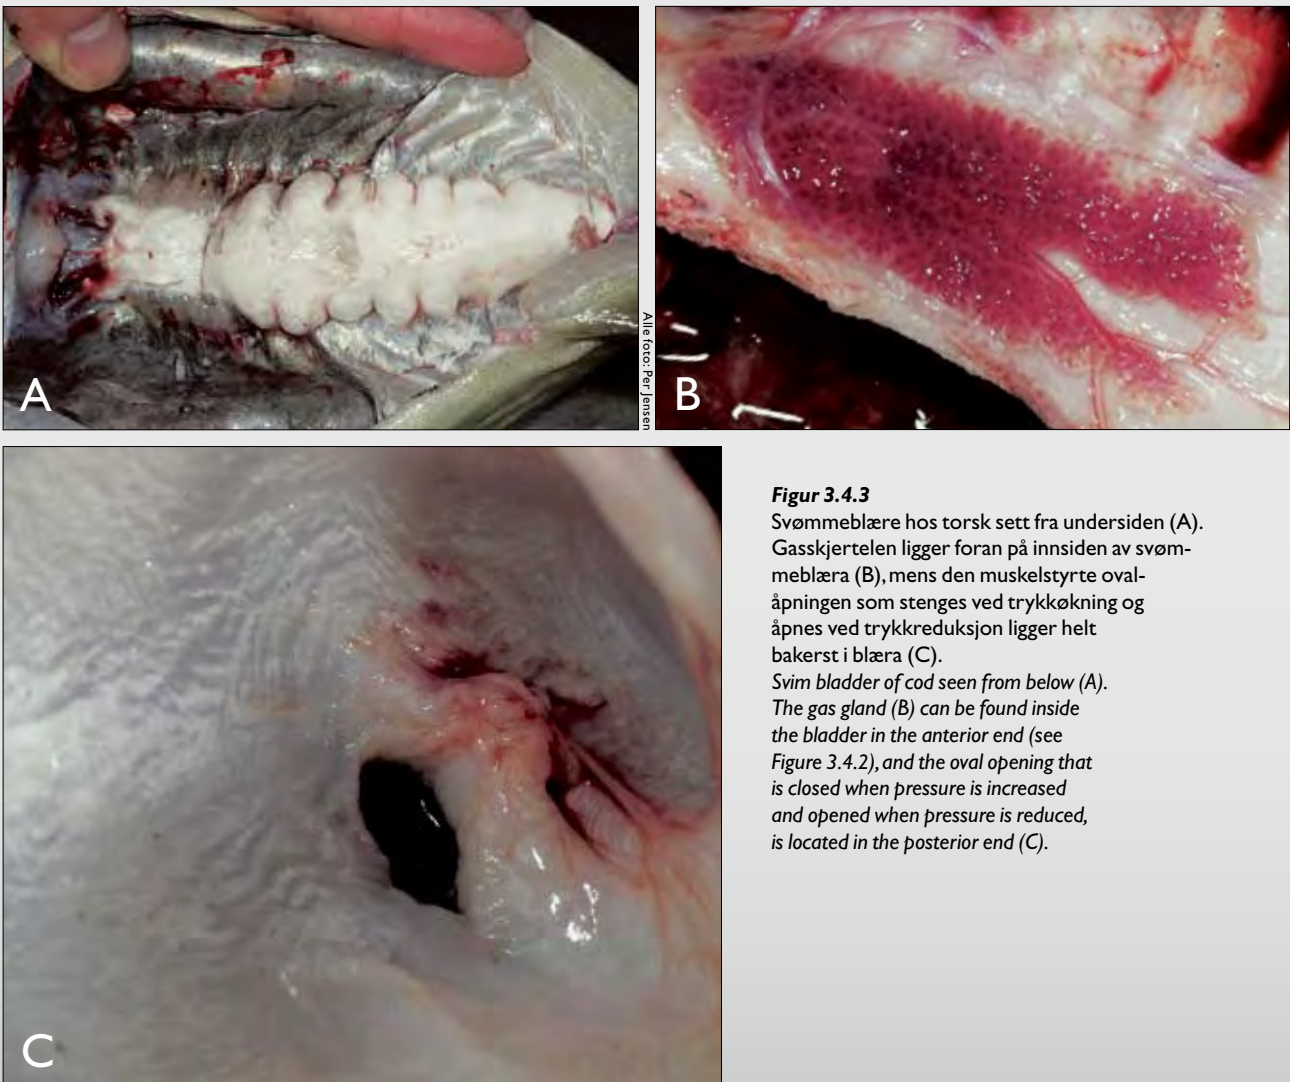 A
Alle foto: Per Jensen
B
C
Figur 3.4.3
Svømmeblære hos torsk sett fra undersiden (A).
Gasskjertelen ligger foran på innsiden av svøm-
meblæra (B), mens den muskelstyrte oval-
åpningen som stenges ved trykkøkning og
åpnes ved trykkreduksjon ligger helt
bakerst i blæra (C).
Svim bladder of cod seen from below (A).
The gas gland (B) can be found inside
the bladder in the anterior end (see
Figure 3.4.2), and the oval opening that
is closed when pressure is increased
and opened when pressure is reduced,
is located in the posterior end (C).